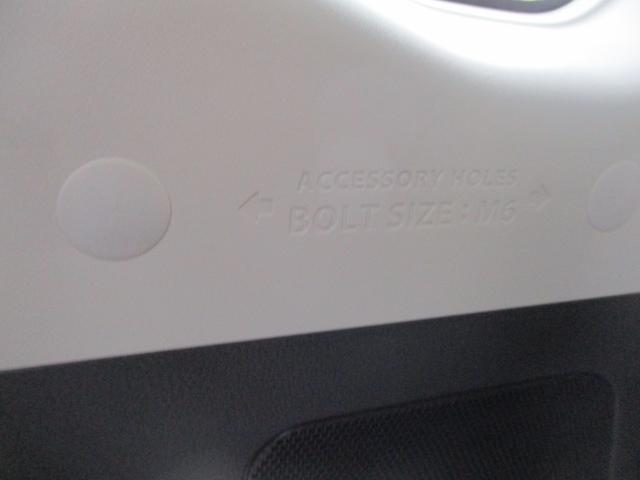 ACCESSORY HOLES
BOLT SIZE : M6